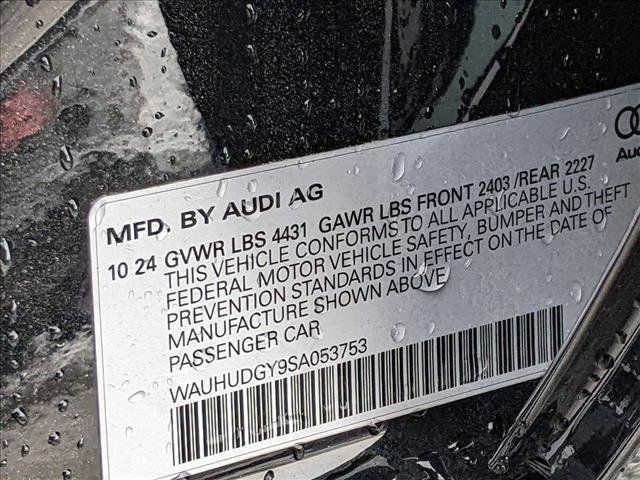 MFD. BY AUDI AG
10 24 GVWR LBS 4431 GAWR LBS FRONT 2403 /REAR 2227
THIS VEHICLE CONFORMS TO ALL APPLICABLE U.S.
FEDERAL MOTOR VEHICLE SAFETY, BUMPER AND THEFT
PREVENTION STANDARDS IN EFFECT ON THE DATE OF
MANUFACTURE SHOWN ABOVE
PASSENGER CAR
WAUHUDGY9SA053753